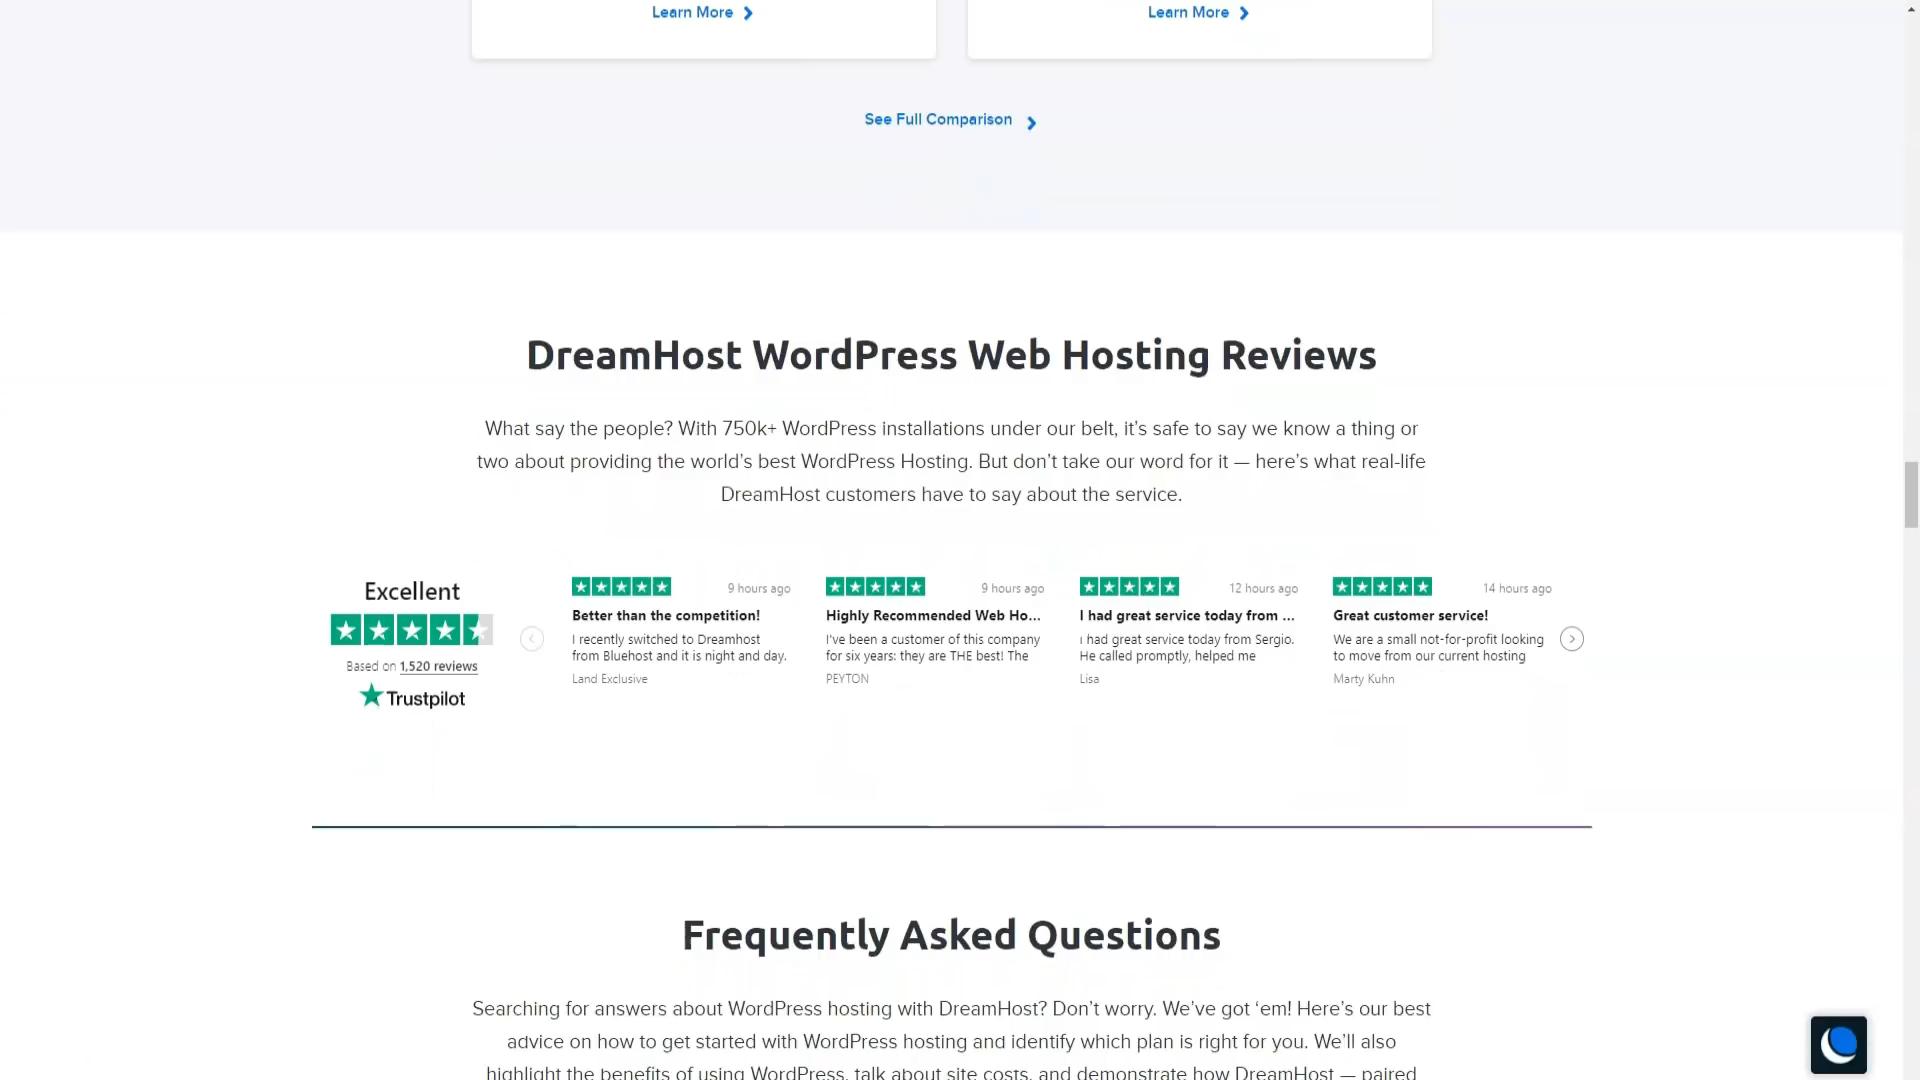 Learn More
Learn More
See Full Comparison
DreamHost WordPress Web Hosting Reviews
What say the people? With 750k+ WordPress installations under our belt, it's safe to say we know a thing or
two about providing the world's best WordPress Hosting. But don't take our word for it — here's what real-life
DreamHost customers have to say about the service.
Excellent
Based on 1,520 reviews
Trustpilot
9 hours ago
Better than the competition!
I recently switched to Dreamhost
from Bluehost and it is night and day.
Land Exclusive
9 hours ago
Highly Recommended Web Ho...
I've been a customer of this company
for six years: they are THE best! The
PEYTON
12 hours ago
I had great service today from ...
I had great service today from Sergio.
He called promptly, helped me
Lisa
14 hours ago
Great customer service!
We are a small not-for-profit looking
to move from our current hosting
Marty Kuhn
Frequently Asked Questions
Searching for answers about WordPress hosting with DreamHost? Don't worry. We've got ‘em! Here's our best
advice on how to get started with WordPress hosting and identify which plan is right for you. We'll also
highlight the benefits of using WordPress, talk about site costs, and demonstrate how DreamHost — paired